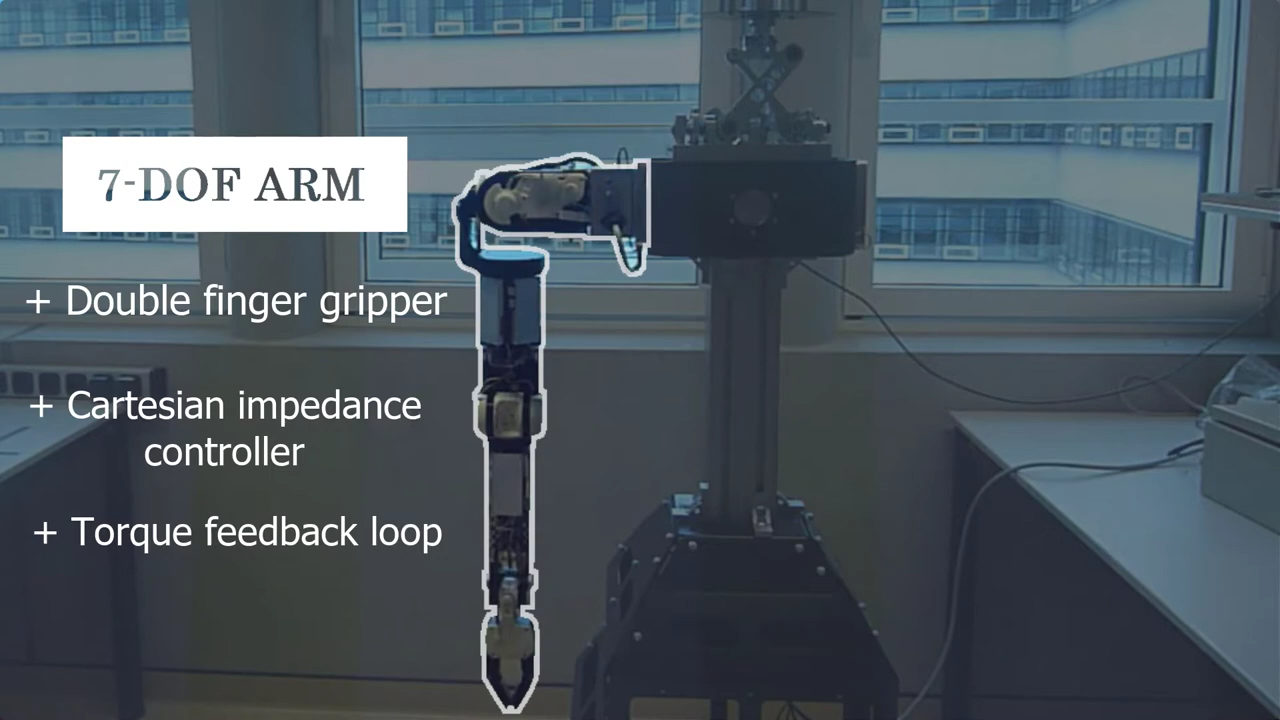 7-DOF ARM
+ Double finger gripper
+ Cartesian impedance
controller
+ Torque feedback loop